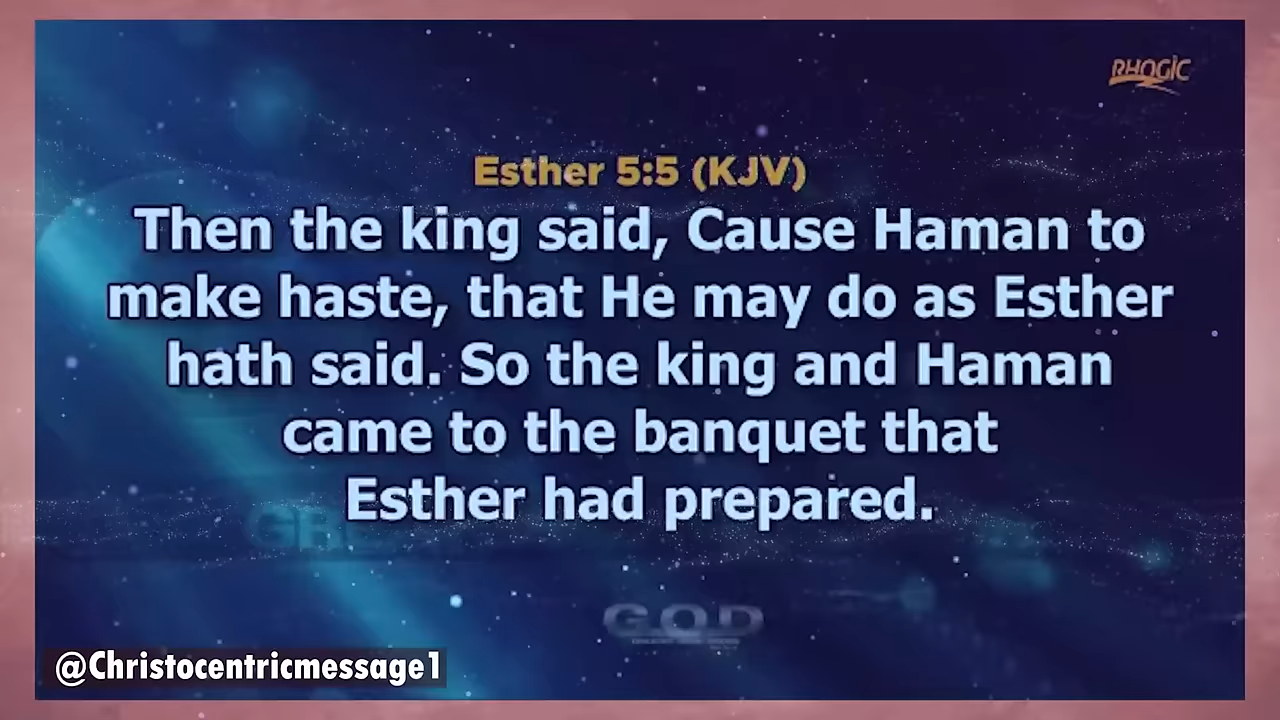 RHOGIC
Esther 5:5 (KJV)
Then the king said, Cause Haman to
make haste, that He may do as Esther
hath said. So the king and Haman
came to the banquet that
Esther had prepared.
G.O.D
@Christocentricmessage1